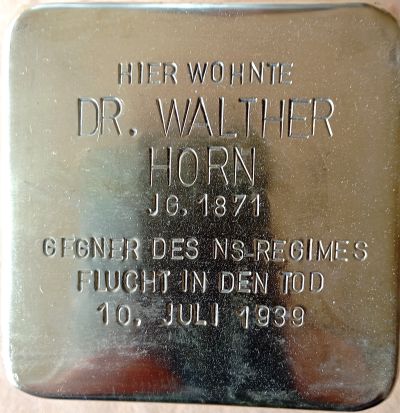 HIER WOHNTE
DR. WALTHER
HORN
JG. 1871
GEGNER DES NS-REGIMES
FLUCHT IN DEN TOD
10. JULI 1939